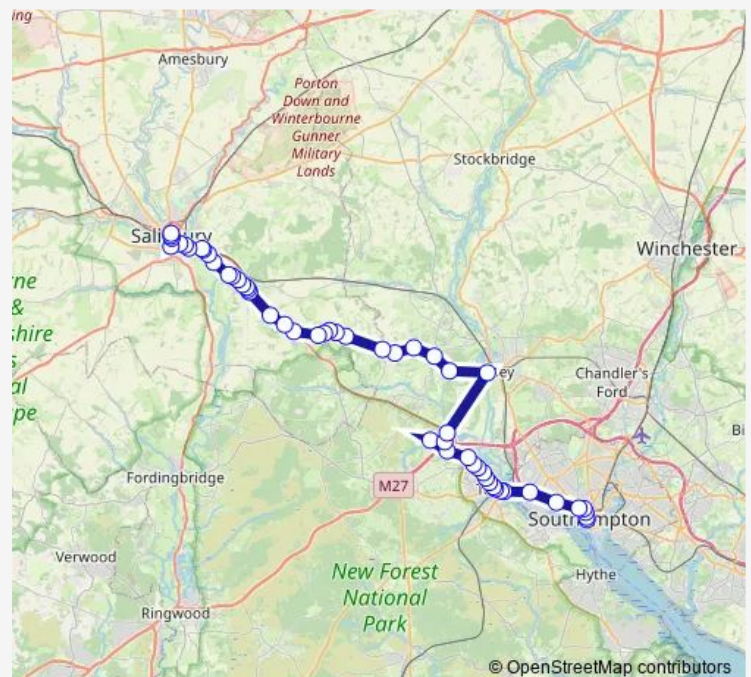 ing
Amesbury
Porton
Down and
Winterbourne
Gunner
Military
Lands
Stockbridge
Salisbury
Winchester
rne
&
shire
s
al
pe
ey
Chandler's
Ford
Bi
Fordingbridge
M27
Southampton
Verwood
New Forest
National
Park
Hythe
Ringwood
© OpenStreetMap contributors